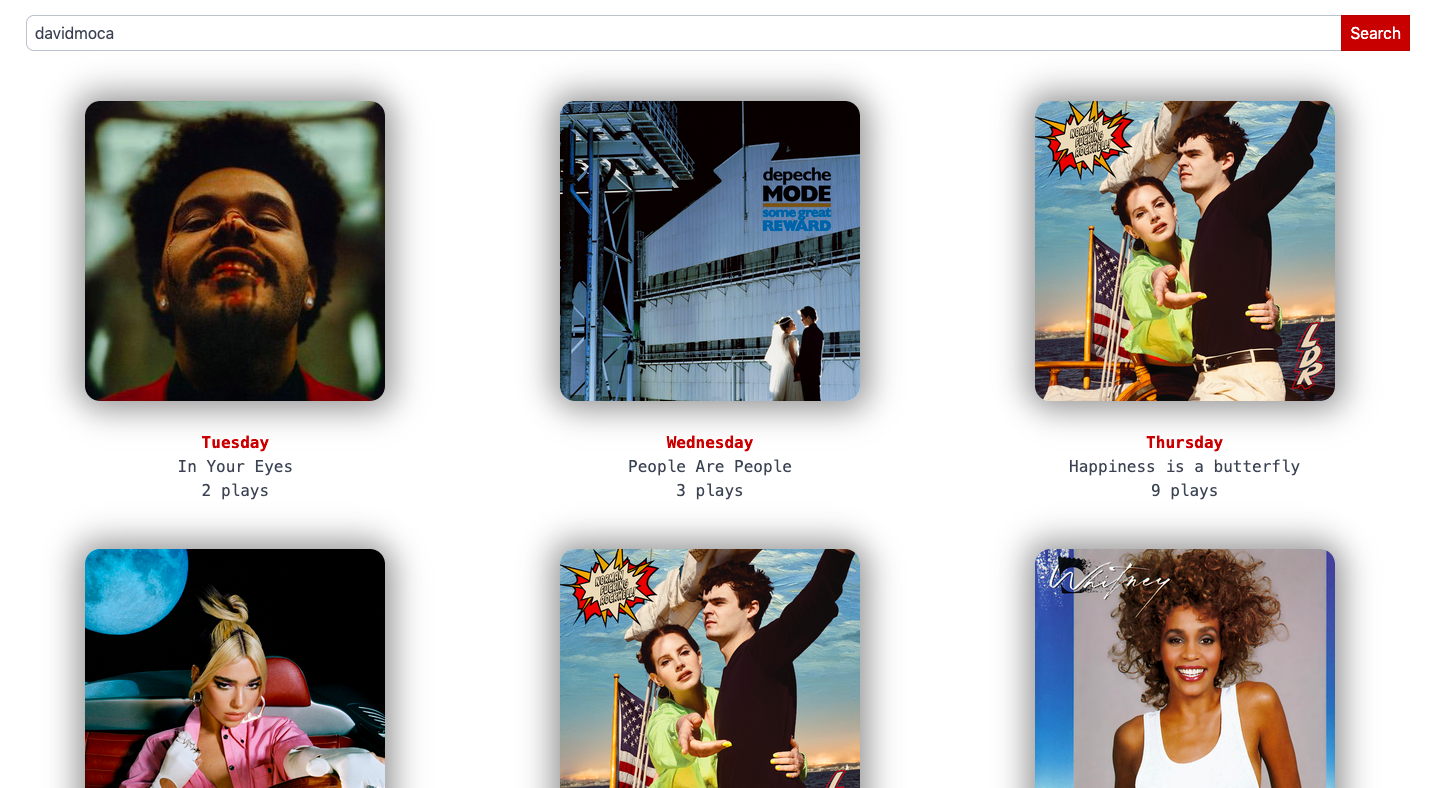 davidmoca
Search
depeche
MODE
some great
REWARD
NORMAN
FUCKING
ROCKWELL!
LDR
Tuesday
In Your Eyes
2 plays
Wednesday
People Are People
3 plays
Thursday
Happiness is a butterfly
9 plays
NORMAN
FUCKING
ROCKWELL!
L
Whitney